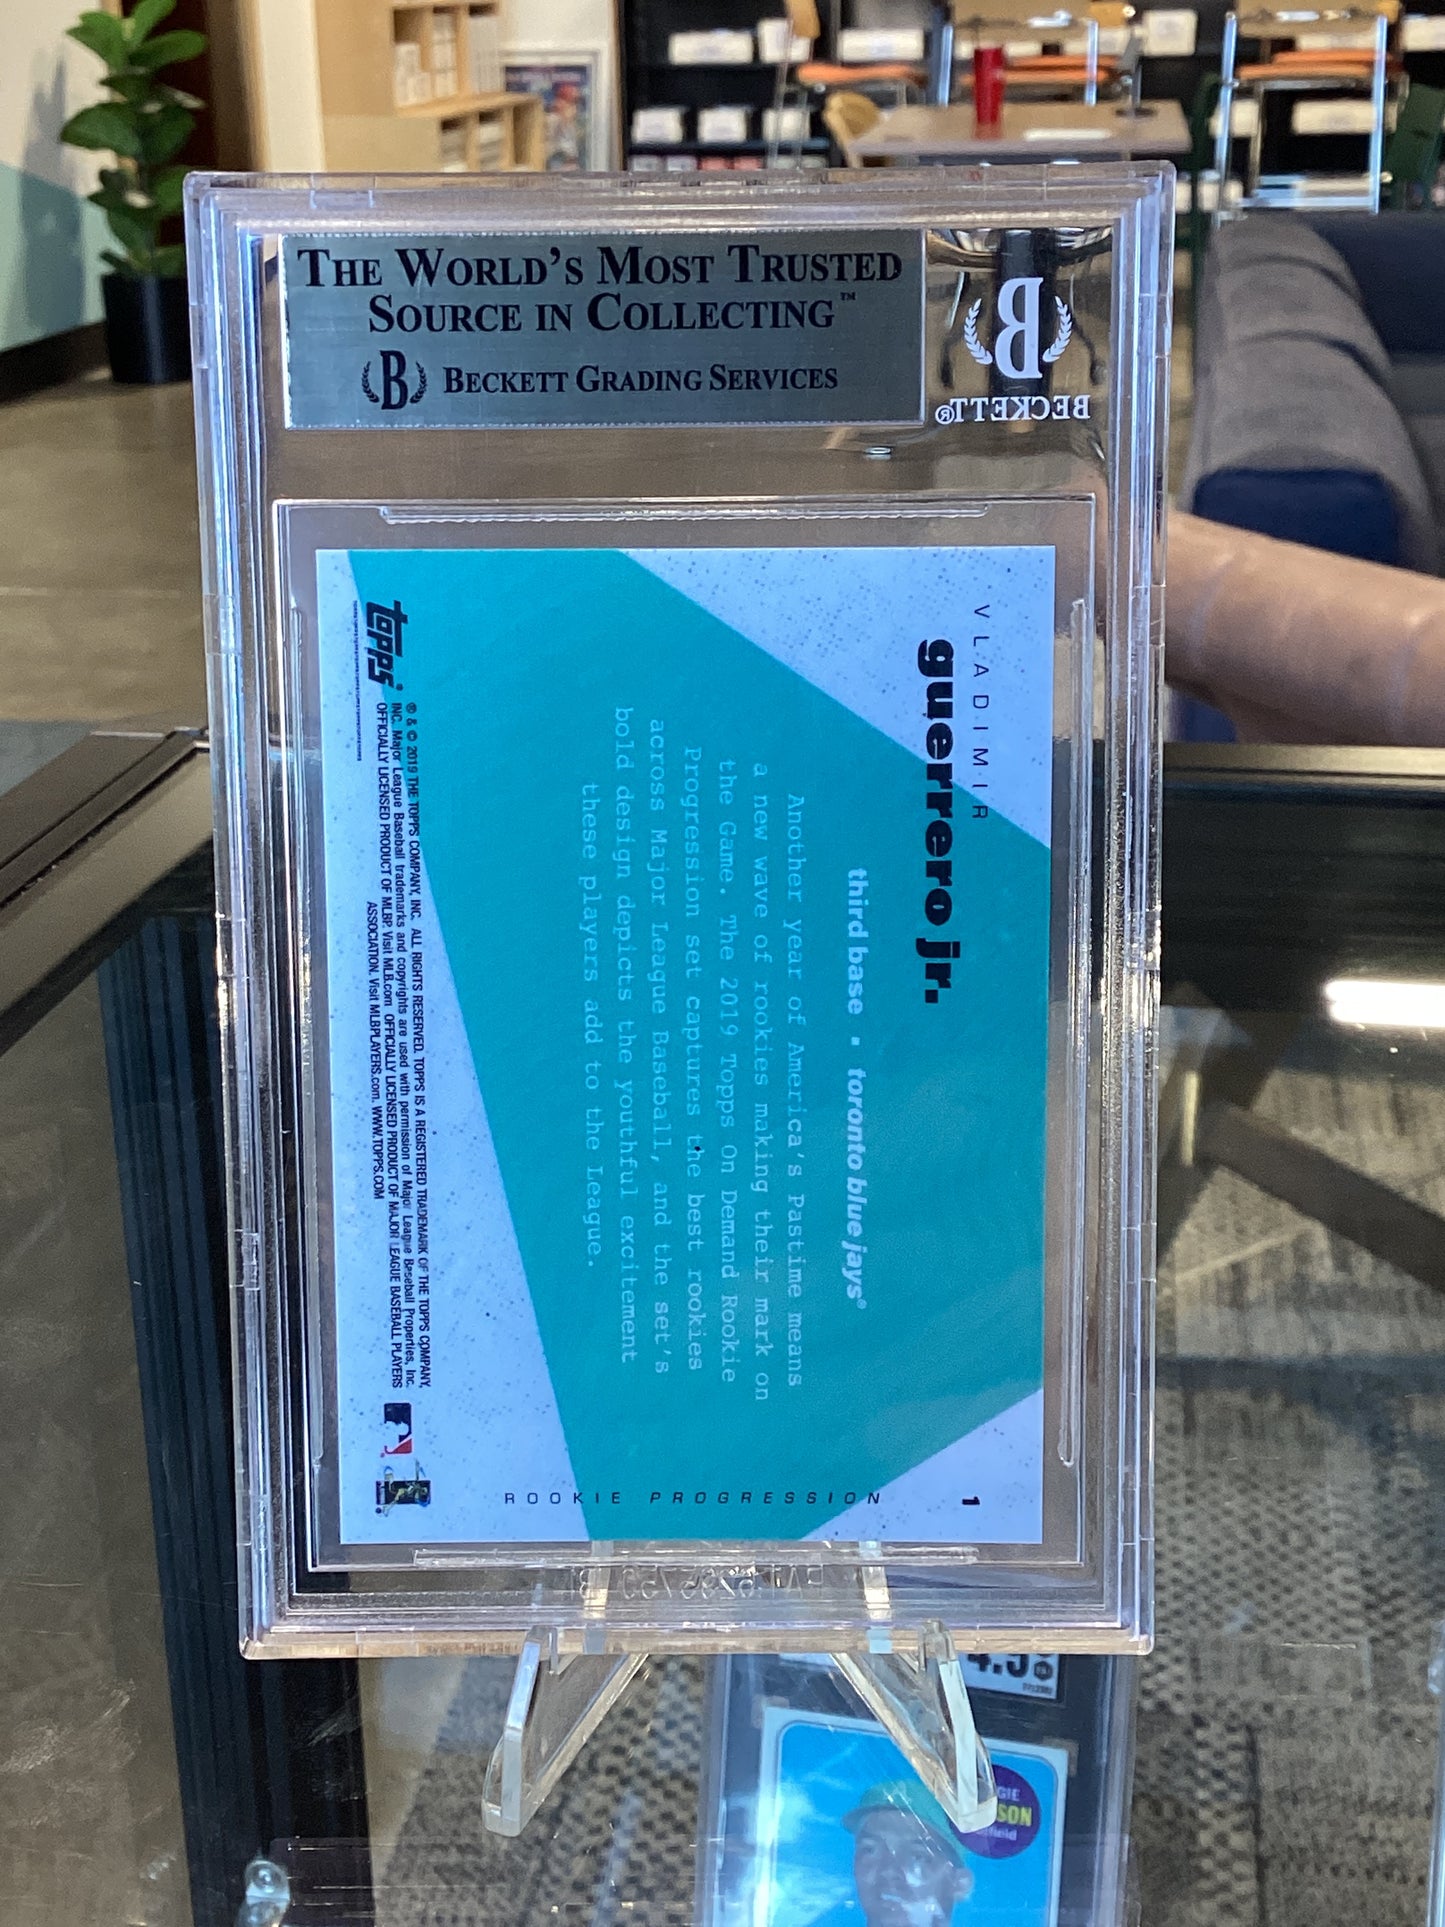 THE WORLD'S MOST TRUSTED
SOURCE IN COLLECTING™
B BECKETT GRADING SERVICES
B
BECKETT®
VLADIMIR
guerrero jr.
third base ▪ toronto blue jays®
Another year of America's Pastime means
a new wave of rookies making their mark on
the Game. The 2019 Topps On Demand Rookie
Progression set captures the best rookies
across Major League Baseball, and the set's
bold design depicts the youthful excitement
these players add to the League.
1
ROOKIE PROGRESSION
topps®
® & © 2019 THE TOPPS COMPANY, INC. ALL RIGHTS RESERVED. TOPPS IS A REGISTERED TRADEMARK OF THE TOPPS COMPANY,
INC. Major League Baseball trademarks and copyrights are used with permission of Major League Baseball Properties, Inc.
OFFICIALLY LICENSED PRODUCT OF MLBP. Visit MLB.com OFFICIALLY LICENSED PRODUCT OF MAJOR LEAGUE BASEBALL PLAYERS
ASSOCIATION. Visit MLBPLAYERS.com. WWW.TOPPS.COM
4.5
GIE
SON
field